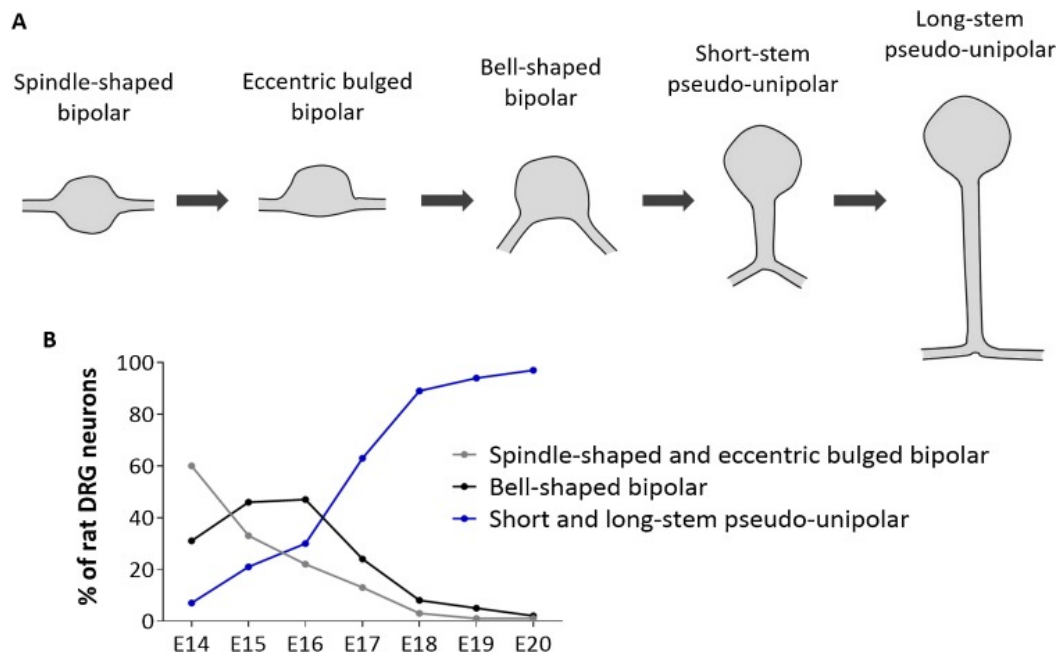 A
Spindle-shaped
bipolar
Eccentric bulged
bipolar
Bell-shaped
bipolar
Short-stem
pseudo-unipolar
Long-stem
pseudo-unipolar
B
% of rat DRG neurons
100
80
60
40
20
0
E14 E15 E16 E17 E18 E19 E20
Spindle-shaped and eccentric bulged bipolar
Bell-shaped bipolar
Short and long-stem pseudo-unipolar